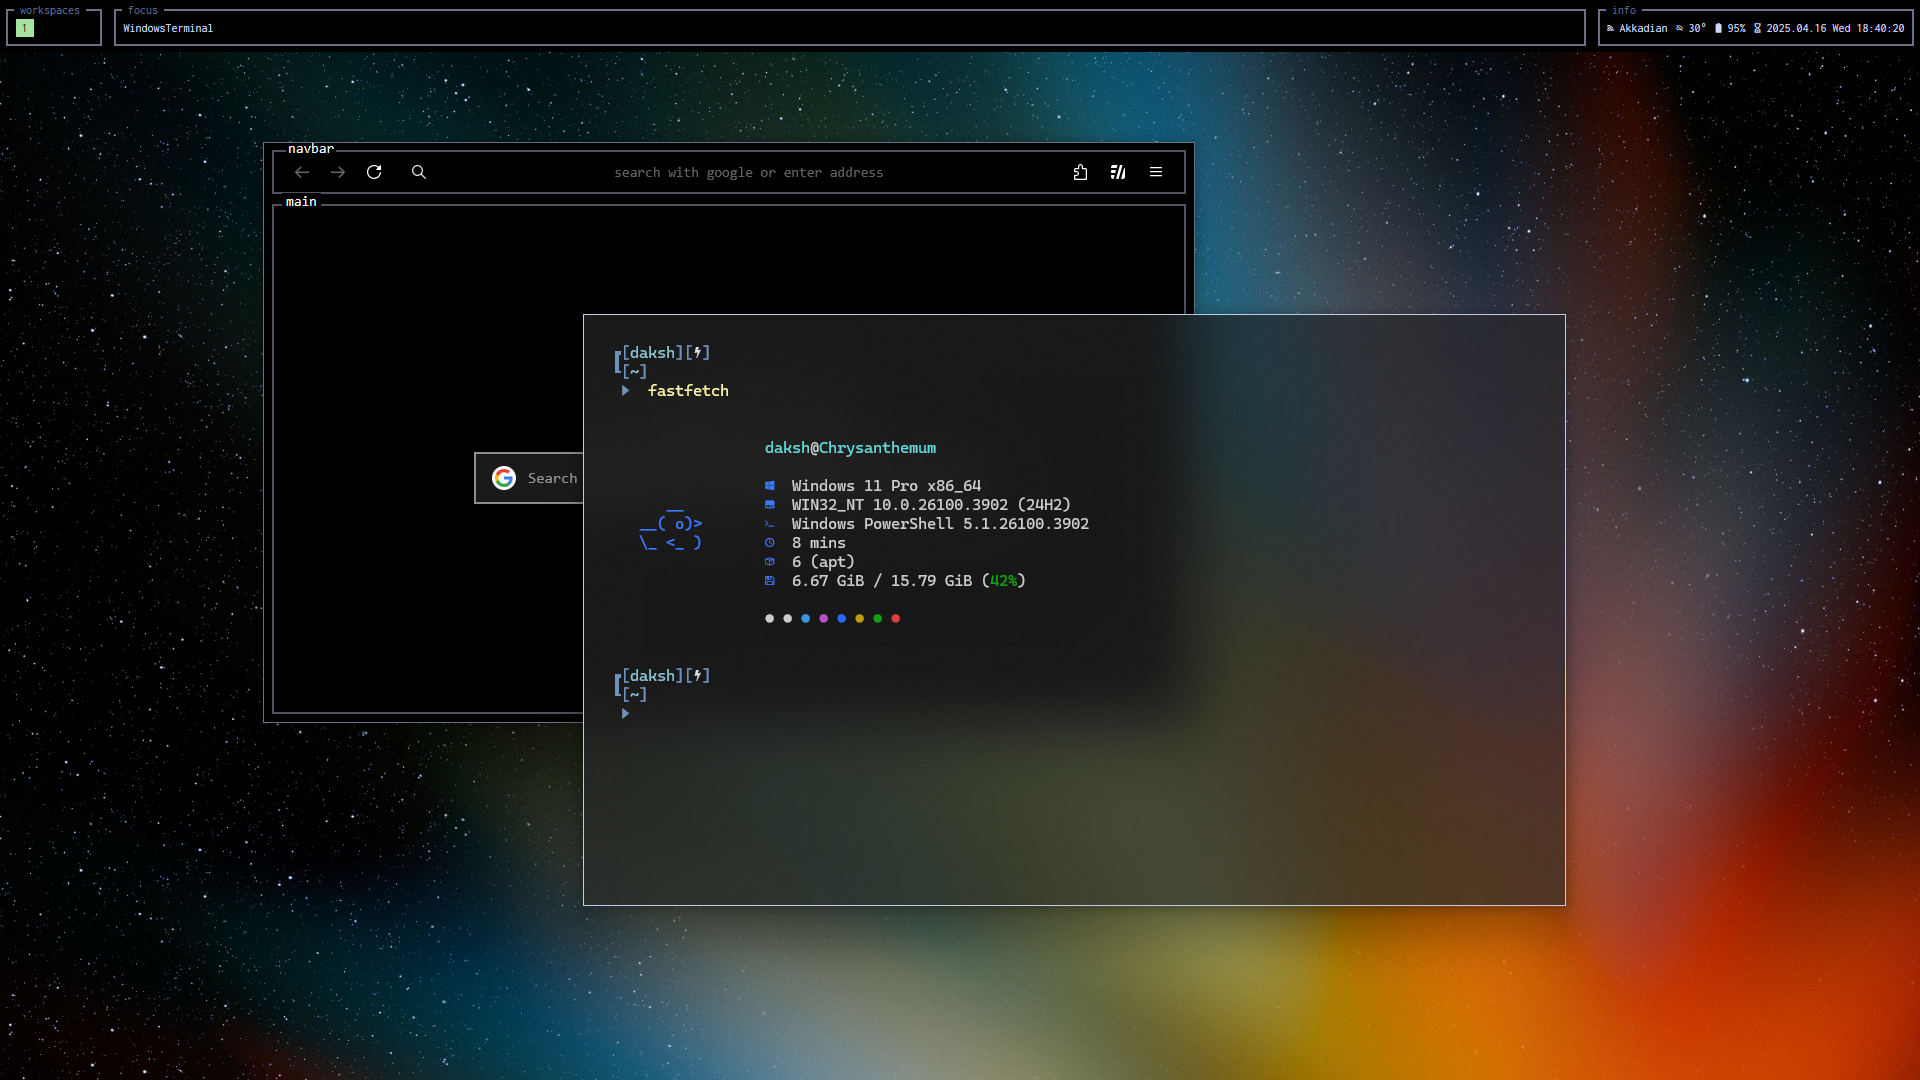 workspaces
1
focus
WindowsTerminal
info
Akkadian 30° 95% 2025.04.16 Wed 18:40:20
navbar
search with google or enter address
main
Search
[daksh][⚡]
[~]
fastfetch
daksh@Chrysanthemum
Windows 11 Pro x86_64
WIN32_NT 10.0.26100.3902 (24H2)
Windows PowerShell 5.1.26100.3902
8 mins
6 (apt)
6.67 GiB / 15.79 GiB (42%)
__
__( o)>
\_ <_ )
[daksh][⚡]
[~]